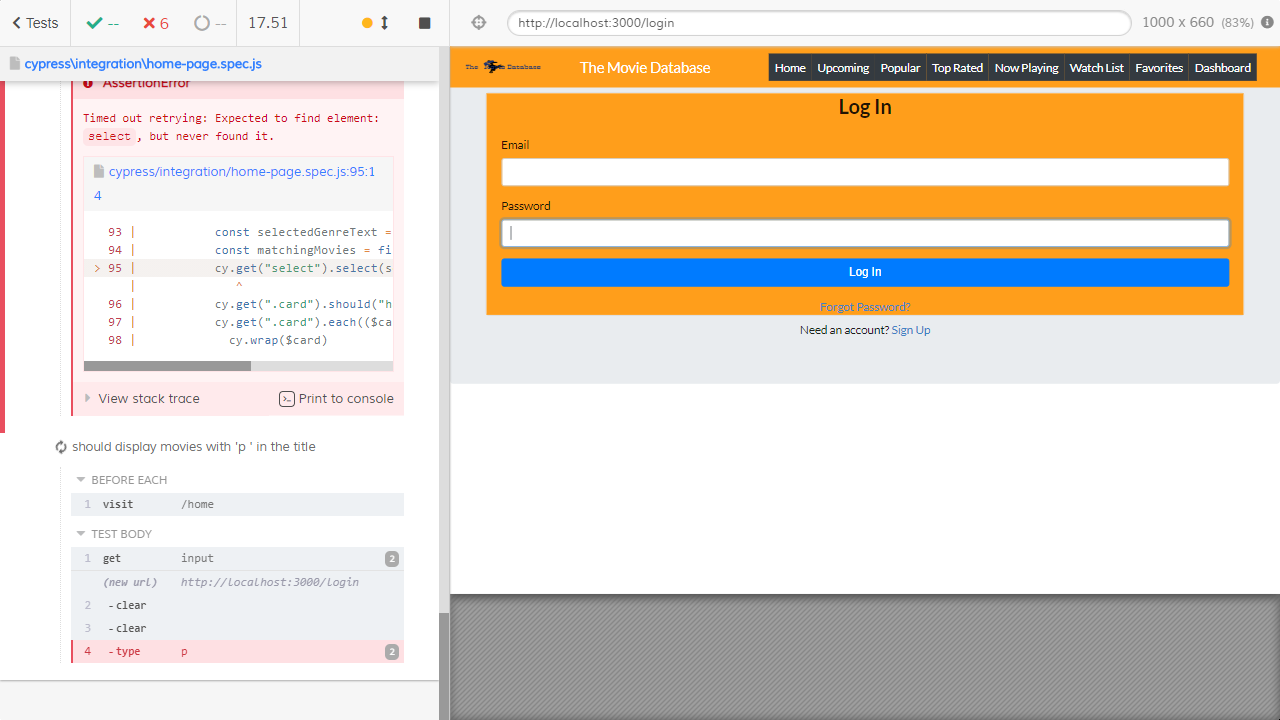 Tests
--
6
--
17.51
http://localhost:3000/login
1000 x 660 (83%)
cypress\integration\home-page.spec.js
AssertionError
Timed out retrying: Expected to find element:
select, but never found it.
cypress/integration/home-page.spec.js:95:1
4
93 | const selectedGenreText =
94 | const matchingMovies = fi
> 95 | cy.get("select").select(s
| ^
96 | cy.get(".card").should("h
97 | cy.get(".card").each(($ca
98 | cy.wrap($card)
View stack trace
Print to console
should display movies with 'p ' in the title
BEFORE EACH
1 visit /home
TEST BODY
1 get input 2
(new url) http://localhost:3000/login
2 -clear
3 -clear
4 -type p 2
The Movie Database
Home Upcoming Popular Top Rated Now Playing Watch List Favorites Dashboard
Log In
Email
Password
Log In
Forgot Password?
Need an account? Sign Up